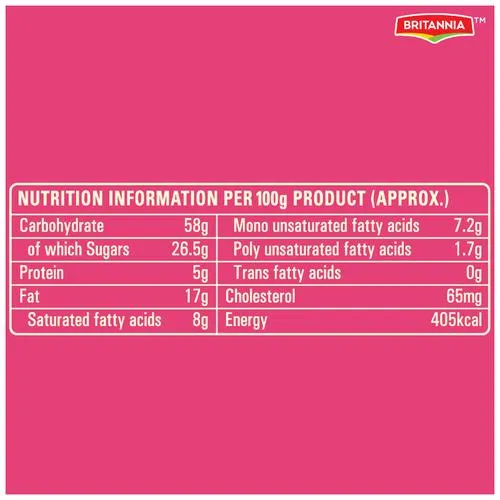 BRITANNIA™
NUTRITION INFORMATION PER 100g PRODUCT (APPROX.)
Carbohydrate 58g
of which Sugars 26.5g
Protein 5g
Fat 17g
Saturated fatty acids 8g
Mono unsaturated fatty acids 7.2g
Poly unsaturated fatty acids 1.7g
Trans fatty acids 0g
Cholesterol 65mg
Energy 405kcal